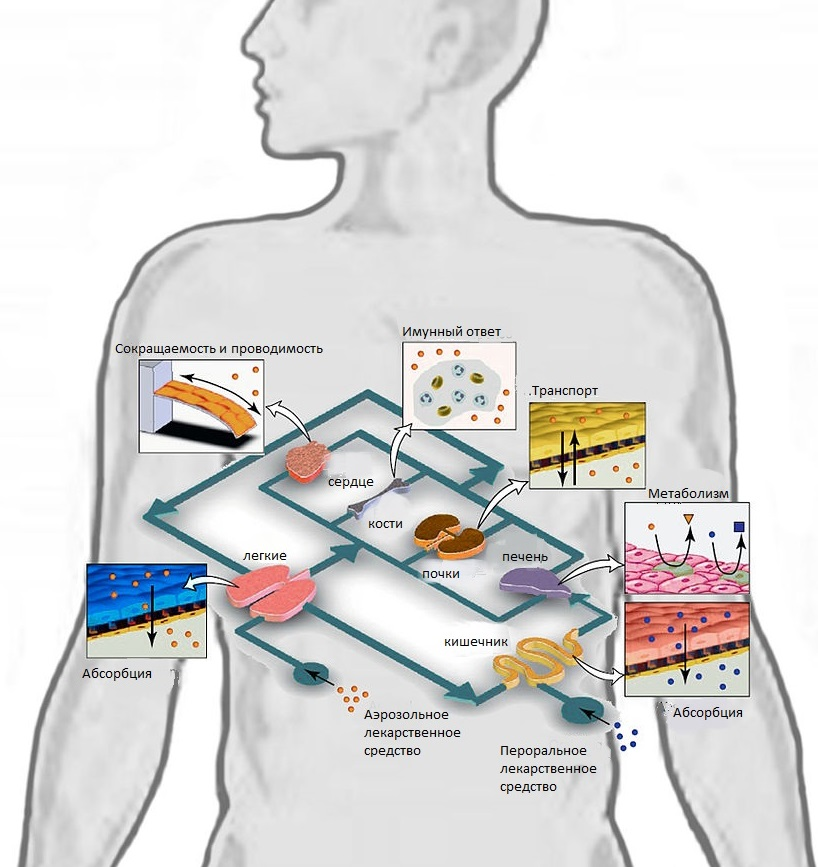 Имунный ответ
Сокращаемость и проводимость
.Транспорт
сердце
Метаболизм
кости
легкие
печень
почки
кишечник
Абсорбция
Абсорбция
Аэрозольное
лекарственное
средство
Пероральное
лекарственное
средство